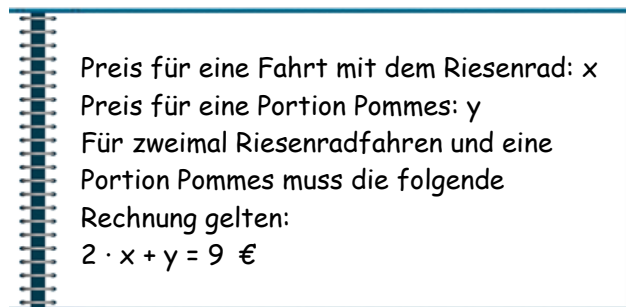 Preis für eine Fahrt mit dem Riesenrad: x
Preis für eine Portion Pommes: y
Für zweimal Riesenradfahren und eine
Portion Pommes muss die folgende
Rechnung gelten:
2 · x + y = 9 €